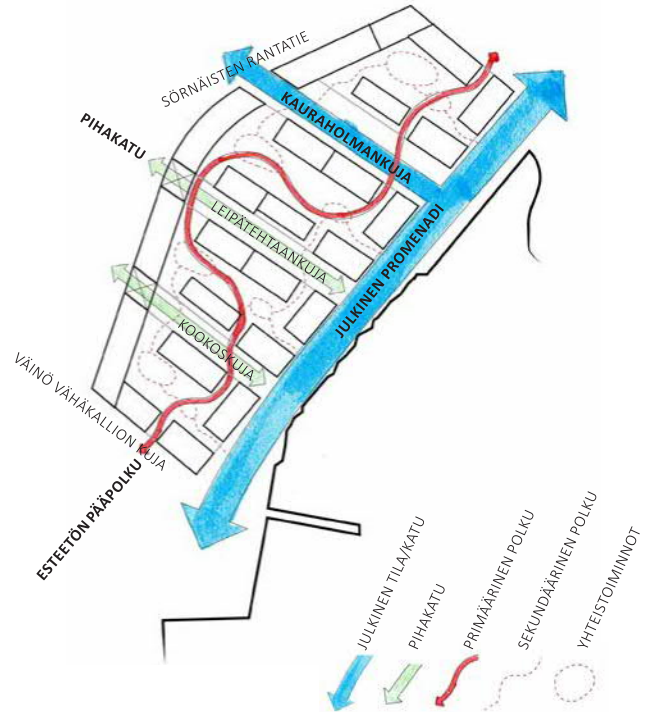 SÖRNÄISTEN RANTATIE
KAURAHOLMANKUJA
PIHAKATU
LEIPÄTEHTAANKUJA
JULKINEN PROMENADI
KOOKOSKUJA
VÄINÖ VÄHÄKALLION KUJA
ESTEETÖN PÄÄPOLKU
JULKINEN TILA/KATU
PIHAKATU
PRIMÄÄRINEN POLKU
SEKUNDÄÄRINEN POLKU
YHTEISTOIMINNOT